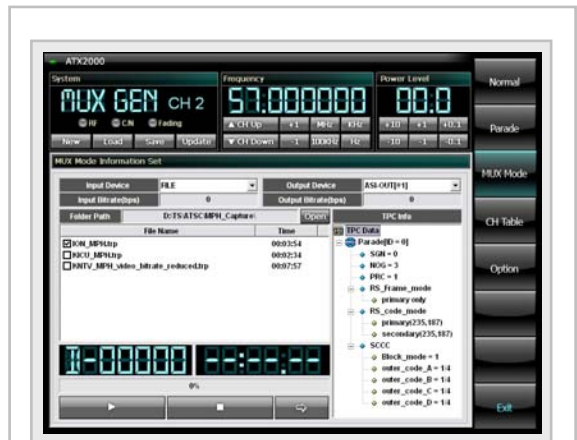 ATX2000
System
MUX GEN CH 2
RF C/N Fading
New Load Save Update
Frequency
57.000000
▲ CH Up +1 MHz KHz
▼ CH Down -1 100KHz Hz
Power Level
00.0
+10 +1 +0.1
-10 -1 -0.1
MUX Mode Information Set
Input Device FILE Output Device ASI-OUT[#1]
Input Bitrate(bps) 0 Output Bitrate(bps) 0
Folder Path D:\TS\ATSC-MPH_Capture\ Open
File Name Time
ION_MPH.trp 00:03:54
KICU_MPH.trp 00:02:34
KNTV_MPH_video_bitrate_reduced.trp 00:07:57
0%
TPC Info
TPC Data
Parade[ID = 0]
SGN = 0
NOG = 3
PRC = 1
RS_Frame_mode
primary only
RS_code_mode
primary(235,187)
secondary(235,187)
SCCC
Block_mode = 1
outer_code_A = 1/4
outer_code_B = 1/4
outer_code_C = 1/4
outer_code_D = 1/4
Normal
Parade
MUX Mode
CH Table
Option
Exit